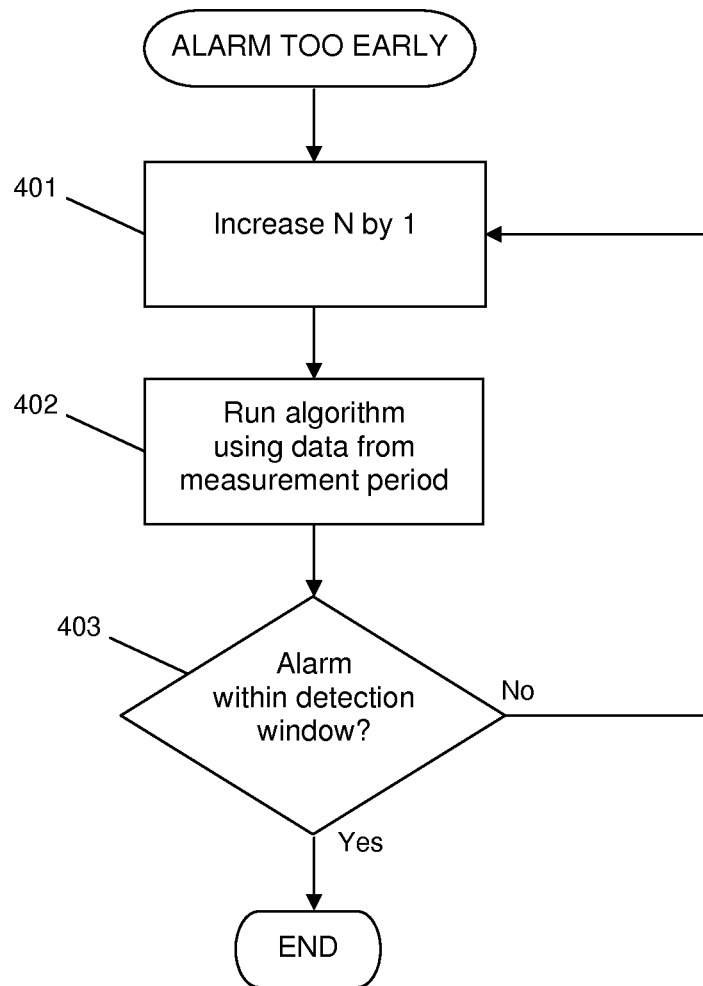 ALARM TOO EARLY
401
Increase N by 1
402
Run algorithm
using data from
measurement period
403
Alarm
within detection
window?
No
Yes
END